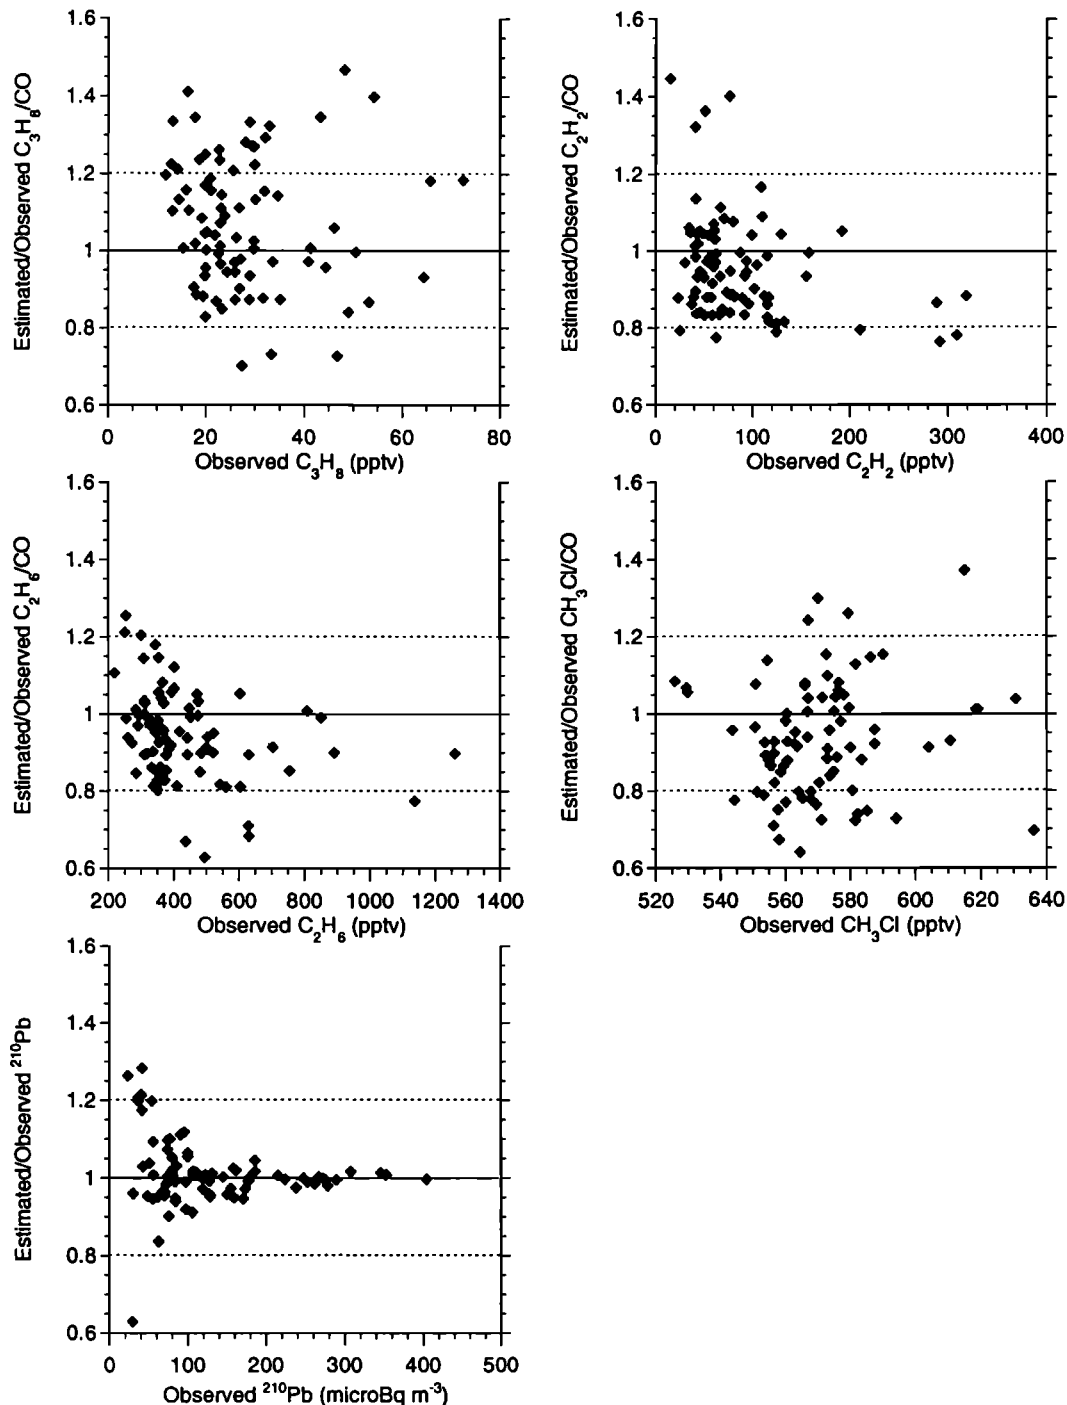 1.6
1.4
1.2
1
0.8
0.6
Estimated/Observed C₃H₈/CO
0 20 40 60 80
Observed C₃H₈ (pptv)
1.6
1.4
1.2
1
0.8
0.6
Estimated/Observed C₂H₂/CO
0 100 200 300 400
Observed C₂H₂ (pptv)
1.6
1.4
1.2
1
0.8
0.6
Estimated/Observed C₂H₆/CO
200 400 600 800 1000 1200 1400
Observed C₂H₆ (pptv)
1.6
1.4
1.2
1
0.8
0.6
Estimated/Observed CH₃Cl/CO
520 540 560 580 600 620 640
Observed CH₃Cl (pptv)
1.6
1.4
1.2
1
0.8
0.6
Estimated/Observed ²¹⁰Pb
0 100 200 300 400 500
Observed ²¹⁰Pb (microBq m⁻³)